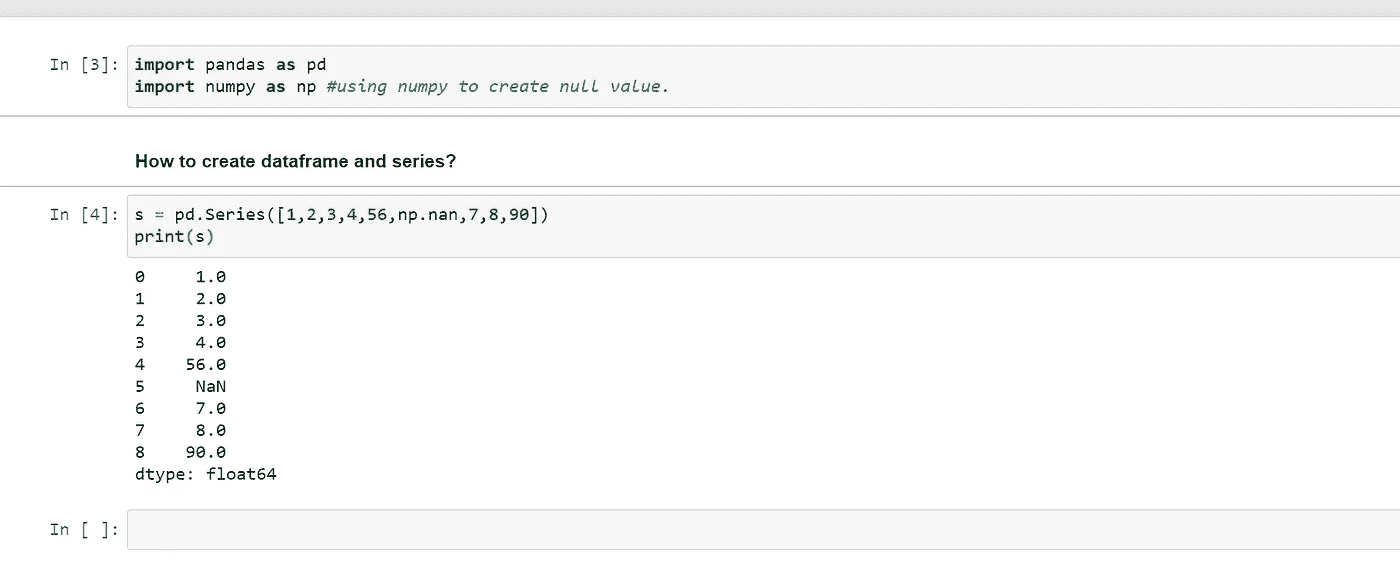 In [3]: import pandas as pd
import numpy as np #using numpy to create null value.
How to create dataframe and series?
In [4]: s = pd.Series([1,2,3,4,56,np.nan,7,8,90])
print(s)
0     1.0
1     2.0
2     3.0
3     4.0
4    56.0
5     NaN
6     7.0
7     8.0
8    90.0
dtype: float64
In [ ]: